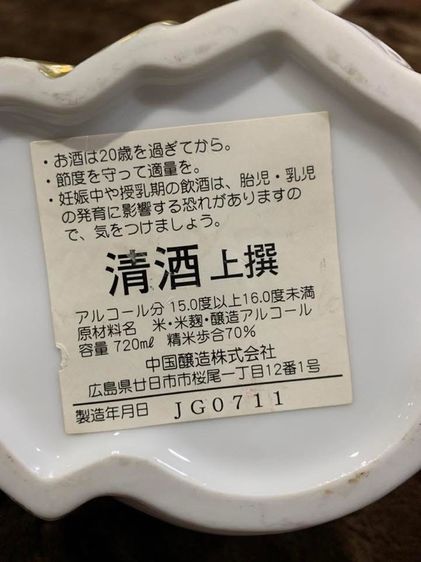 ・お酒は20歳を過ぎてから。
・節度を守って適量を。
・妊娠中や授乳期の飲酒は、胎児・乳児
の発育に影響する恐れがありますの
で、気をつけましょう。
清酒 上撰
アルコール分 15.0度以上16.0度未満
原材料名 米・米麹・醸造アルコール
容量 720㎖ 精米歩合70%
中国醸造株式会社
広島県廿日市市桜尾一丁目12番1号
製造年月日 JG0711